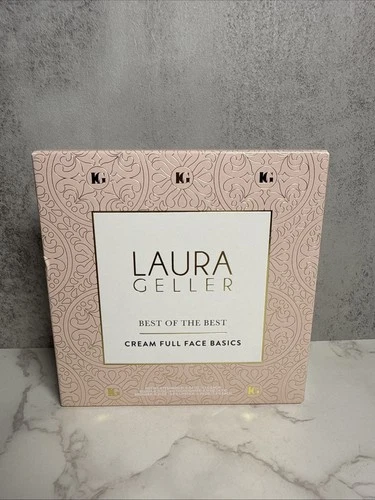 LAURA
GELLER
BEST OF THE BEST
CREAM FULL FACE BASICS